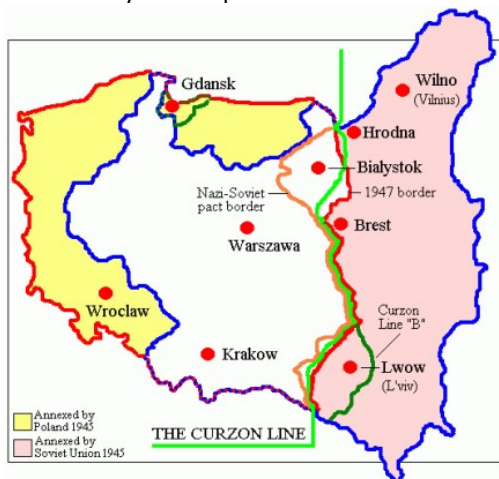 Gdansk
Wilno
(Vilnius)
Hrodna
Bialystok
Nazi-Soviet
pact border
1947 border
Warszawa
Brest
Wroclaw
Curzon
Line "B"
Krakow
Lwow
(L'viv)
Annexed by
Poland 1945
Annexed by
Soviet Union 1945
THE CURZON LINE